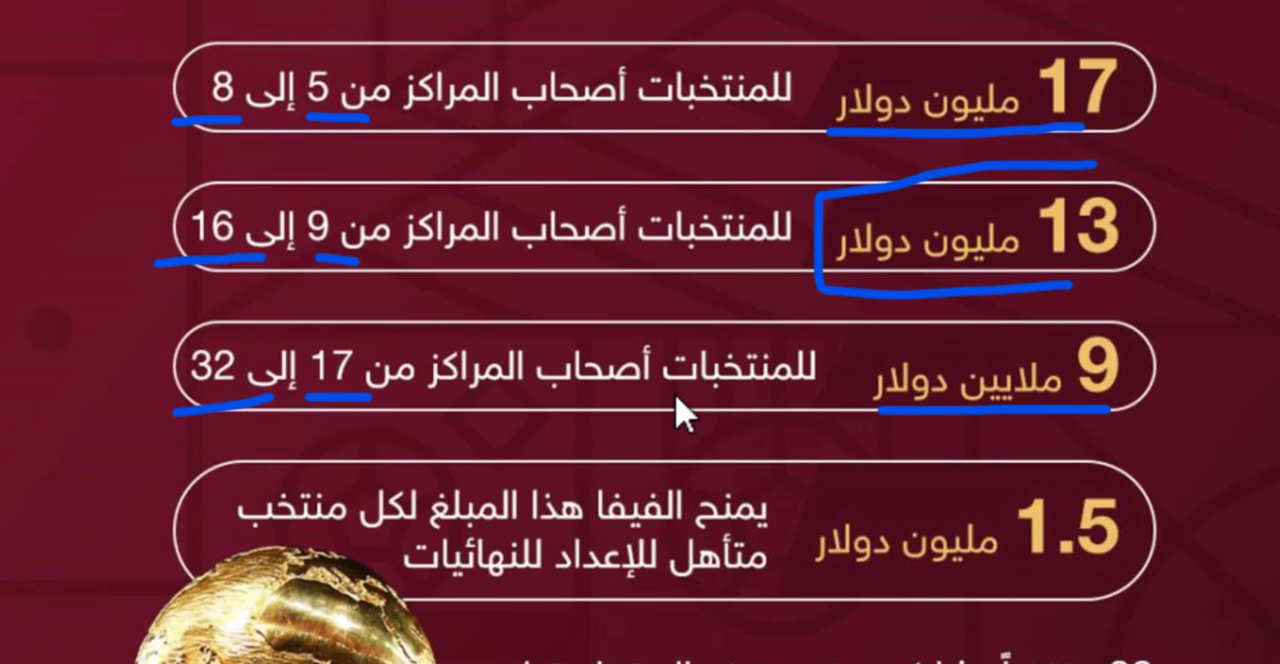 17 مليون دولار للمنتخبات أصحاب المراكز من 5 إلى 8
13 مليون دولار للمنتخبات أصحاب المراكز من 9 إلى 16
9 ملايين دولار للمنتخبات أصحاب المراكز من 17 إلى 32
1.5 مليون دولار يمنح الفيفا هذا المبلغ لكل منتخب
متأهل للإعداد للنهائيات